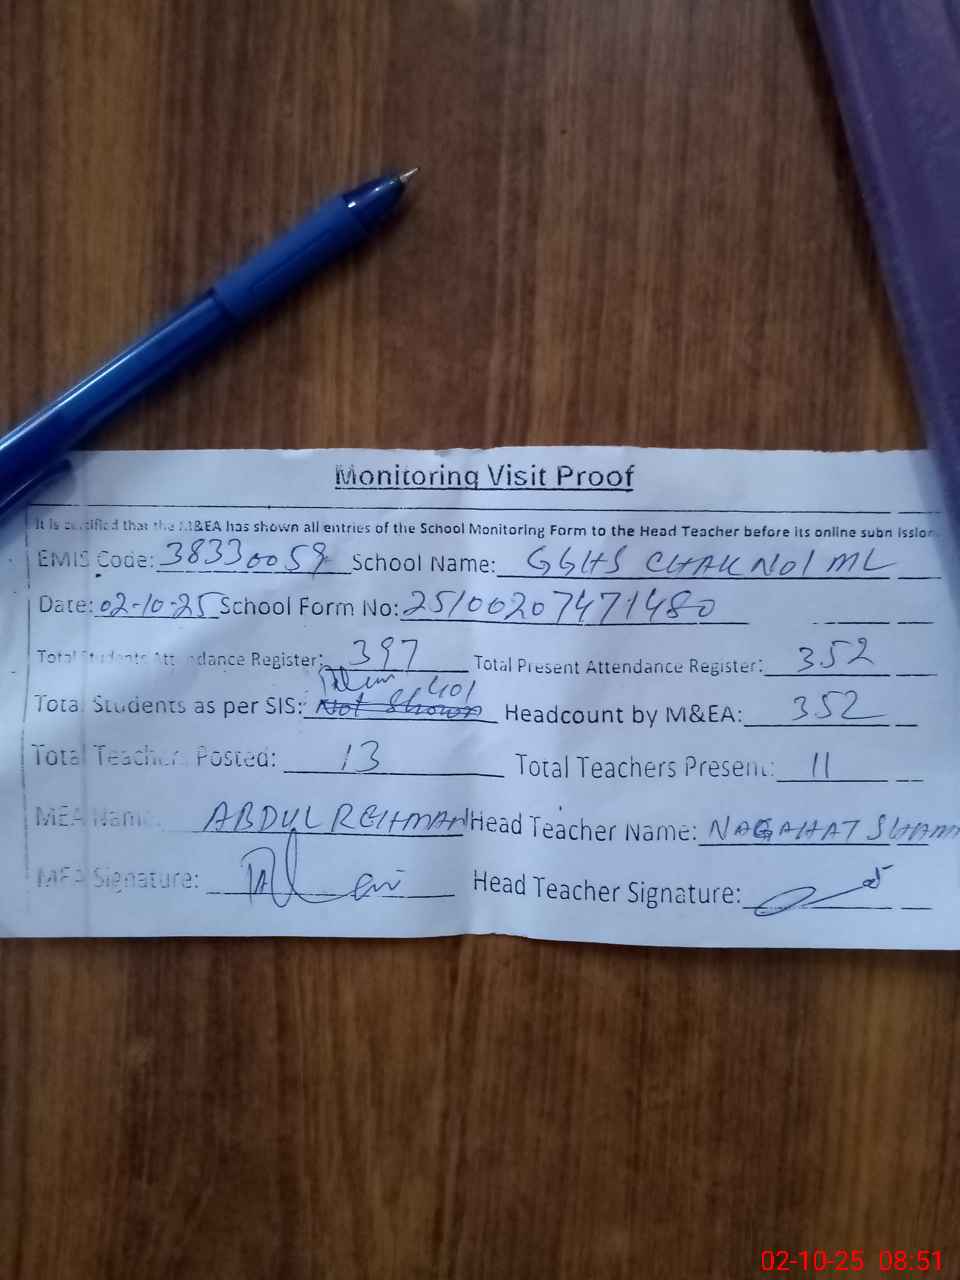 Monitoring Visit Proof
It is certified that the M&EA has shown all entries of the School Monitoring Form to the Head Teacher before its online submission
EMIS Code: 38330059 School Name: GGHS CHAK NO1 ML
Date: 02-10-25 School Form No: 25100207471480
Total Students Attendance Register: 397 Total Present Attendance Register: 352
401
Total Students as per SIS: Not Shown Headcount by M&EA: 352
Total Teachers Posted: 13 Total Teachers Present: 11
MEA Name: ABDUL REHMAN Head Teacher Name: NAGAHAT SHAM
MEA Signature: Head Teacher Signature:
02-10-25 08:51